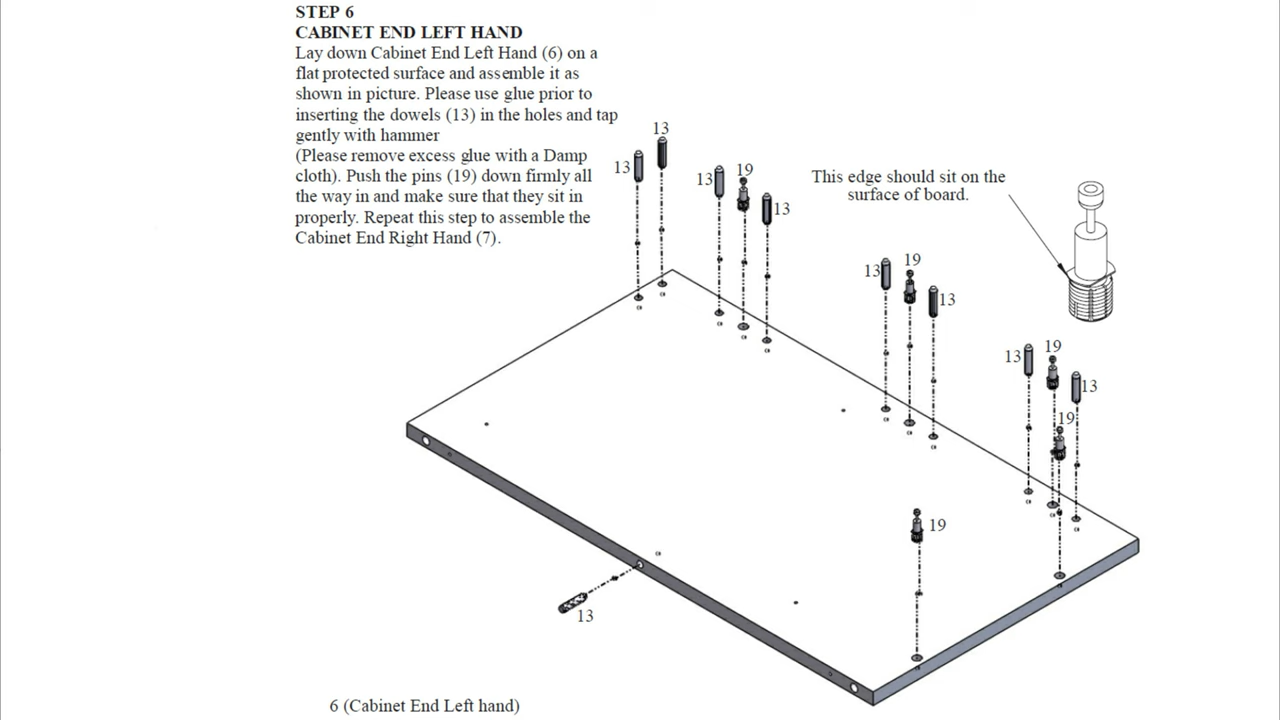 STEP 6
CABINET END LEFT HAND
Lay down Cabinet End Left Hand (6) on a
flat protected surface and assemble it as
shown in picture. Please use glue prior to
inserting the dowels (13) in the holes and tap
gently with hammer
(Please remove excess glue with a Damp
cloth). Push the pins (19) down firmly all
the way in and make sure that they sit in
properly. Repeat this step to assemble the
Cabinet End Right Hand (7).
13
13
13
19
13
This edge should sit on the
surface of board.
13
19
13
13
19
13
19
19
13
6 (Cabinet End Left hand)